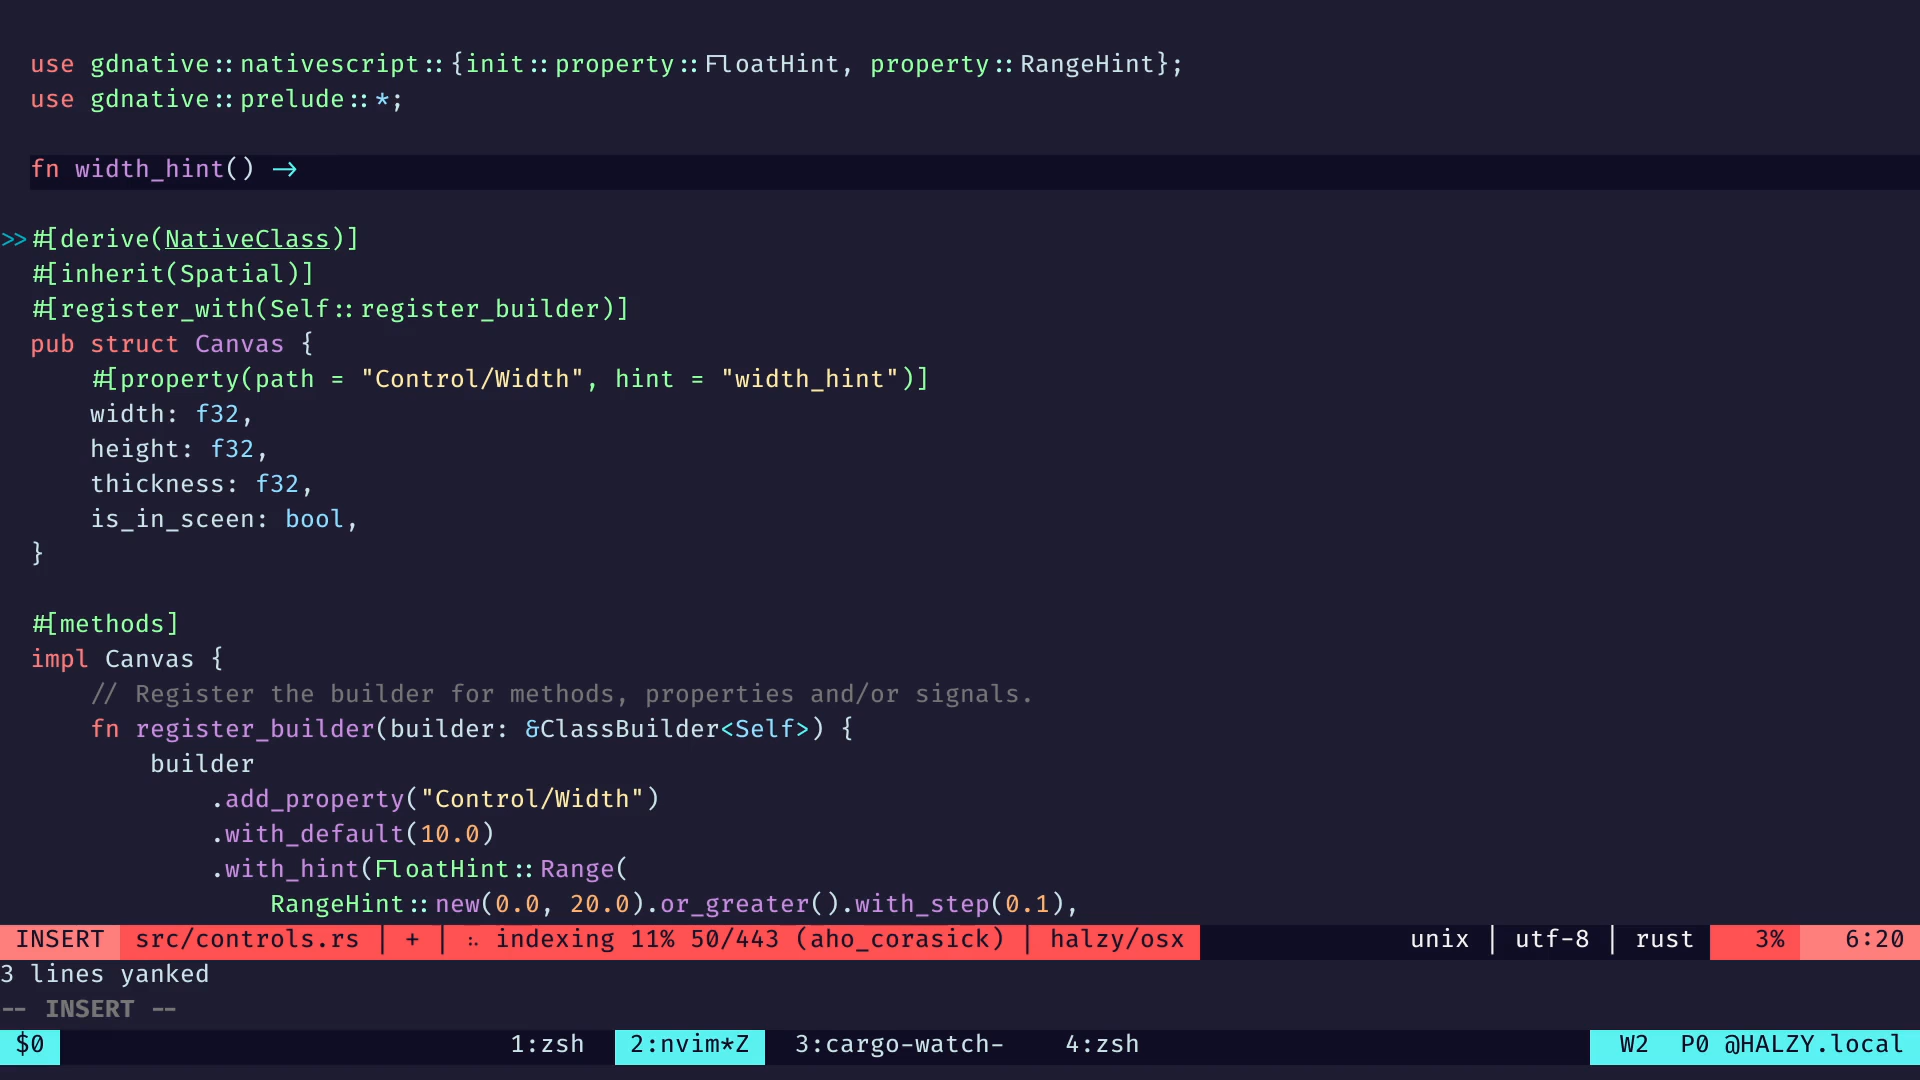 use gdnative::nativescript::{init::property::FloatHint, property::RangeHint};
use gdnative::prelude::*;
fn width_hint() ->
>>#[derive(NativeClass)]
#[inherit(Spatial)]
#[register_with(Self::register_builder)]
pub struct Canvas {
    #[property(path = "Control/Width", hint = "width_hint")]
    width: f32,
    height: f32,
    thickness: f32,
    is_in_sceen: bool,
}
#[methods]
impl Canvas {
    // Register the builder for methods, properties and/or signals.
    fn register_builder(builder: &ClassBuilder<Self>) {
        builder
            .add_property("Control/Width")
            .with_default(10.0)
            .with_hint(FloatHint::Range(
                RangeHint::new(0.0, 20.0).or_greater().with_step(0.1),
INSERT src/controls.rs | + | :. indexing 11% 50/443 (aho_corasick) | halzy/osx unix | utf-8 | rust 3% 6:20
3 lines yanked
-- INSERT --
$0 1:zsh 2:nvim*Z 3:cargo-watch- 4:zsh W2 P0 @HALZY.local